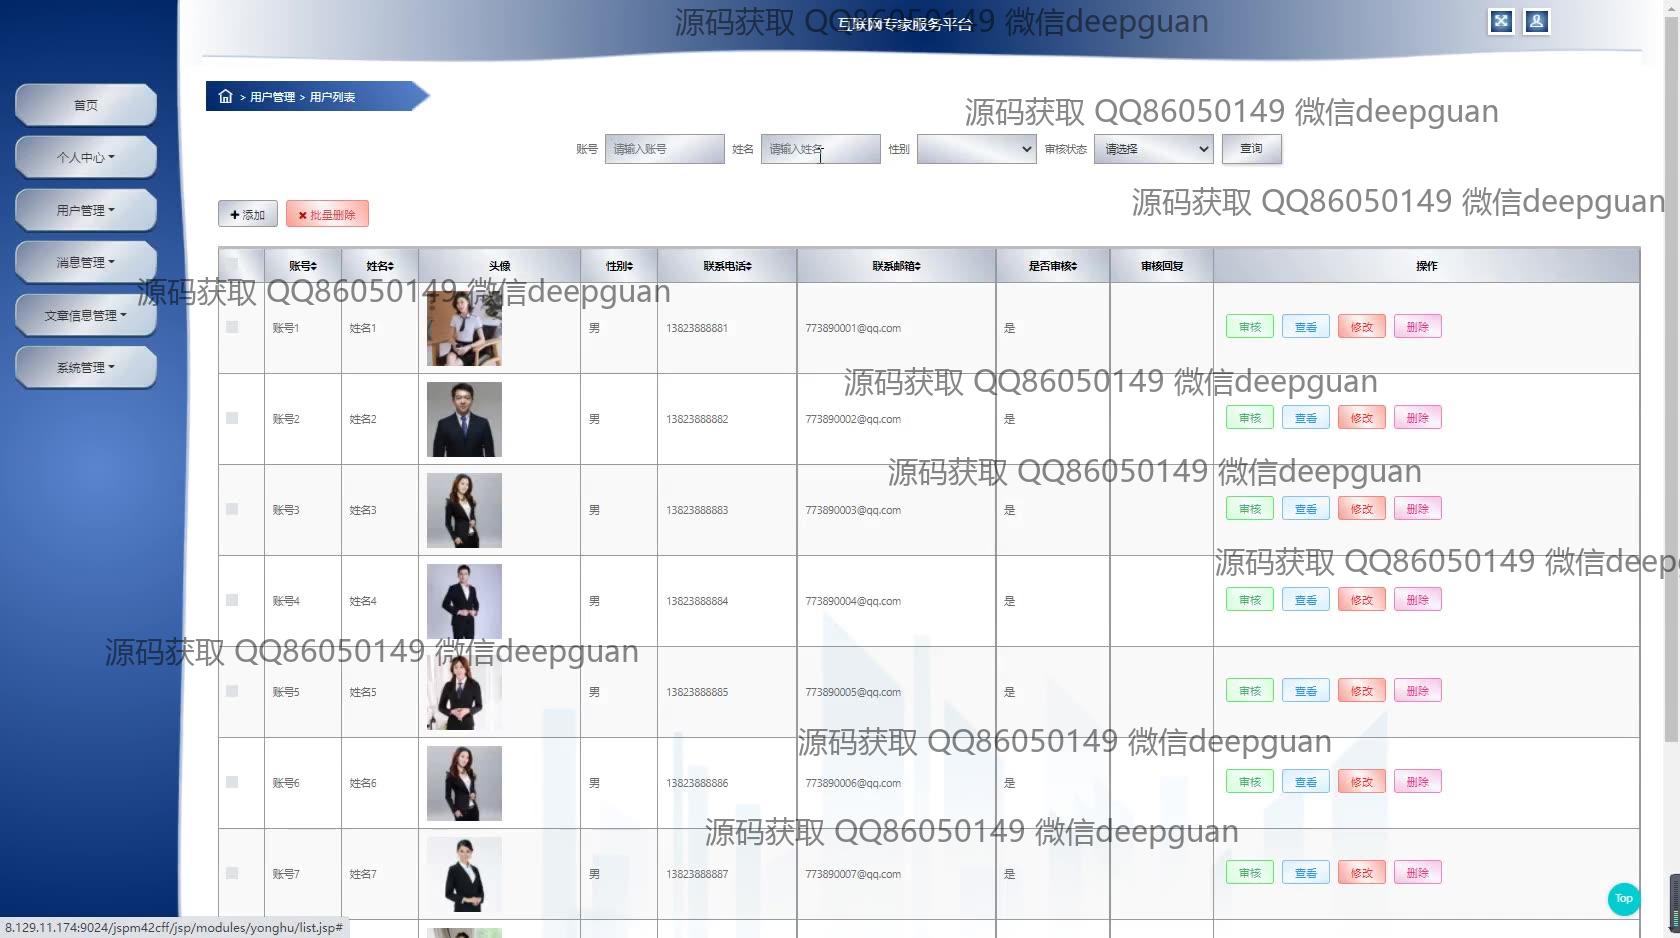 互联网专家服务平台
源码获取 QQ86050149 微信deepguan
首页
个人中心
用户管理
消息管理
文章信息管理
系统管理
> 用户管理 > 用户列表
源码获取 QQ86050149 微信deepguan
账号 请输入账号 姓名 请输入姓名 性别 审核状态 请选择 查询
源码获取 QQ86050149 微信deepguan
添加 批量删除
账号 姓名 头像 性别 联系电话 联系邮箱 是否审核 审核回复 操作
源码获取 QQ86050149 微信deepguan
账号1 姓名1 男 13823888881 773890001@qq.com 是 审核 查看 修改 删除
源码获取 QQ86050149 微信deepguan
账号2 姓名2 男 13823888882 773890002@qq.com 是 审核 查看 修改 删除
源码获取 QQ86050149 微信deepguan
账号3 姓名3 男 13823888883 773890003@qq.com 是 审核 查看 修改 删除
源码获取 QQ86050149 微信deep
账号4 姓名4 男 13823888884 773890004@qq.com 是 审核 查看 修改 删除
源码获取 QQ86050149 微信deepguan
账号5 姓名5 男 13823888885 773890005@qq.com 是 审核 查看 修改 删除
源码获取 QQ86050149 微信deepguan
账号6 姓名6 男 13823888886 773890006@qq.com 是 审核 查看 修改 删除
源码获取 QQ86050149 微信deepguan
账号7 姓名7 男 13823888887 773890007@qq.com 是 审核 查看 修改 删除
Top
8.129.11.174:9024/jspm42cff/jsp/modules/yonghu/list.jsp#